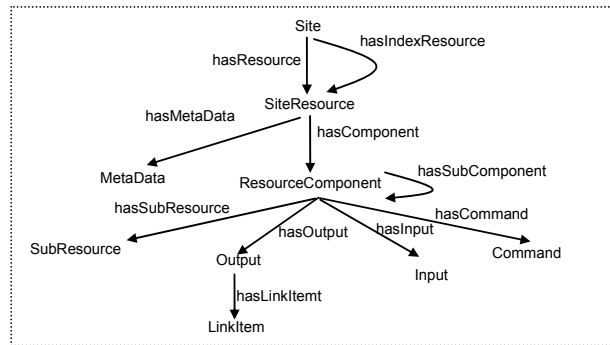 Site
hasIndexResource
hasResource
SiteResource
hasMetaData
hasComponent
MetaData
hasSubComponent
ResourceComponent
hasSubResource
hasCommand
hasOutput
hasInput
SubResource
Output
Input
Command
hasLinkItemt
LinkItem